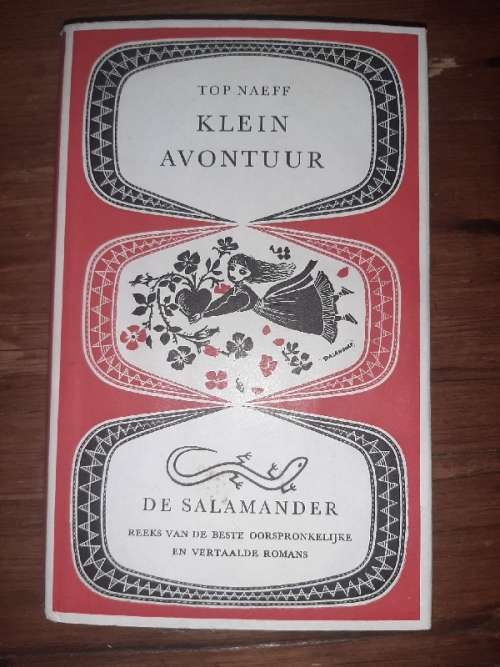 TOP NAEFF
KLEIN
AVONTUUR
DE SALAMANDER
REEKS VAN DE BESTE OORSPRONKELIJKE
EN VERTAALDE ROMANS